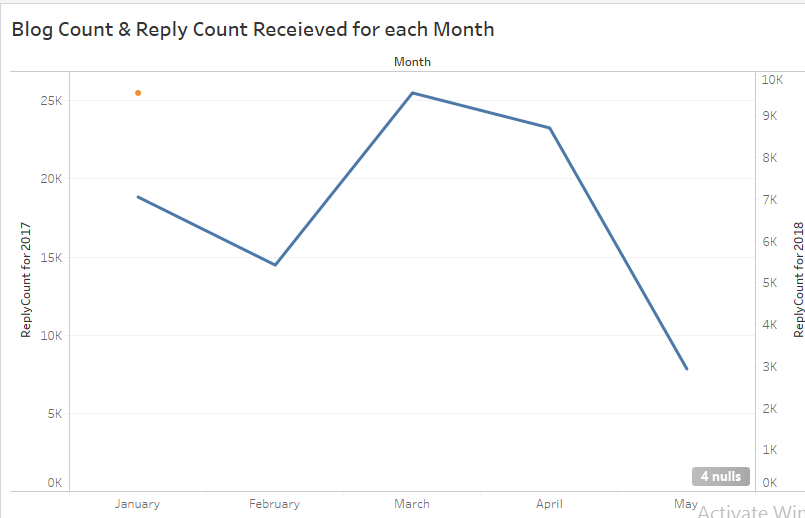 Blog Count & Reply Count Receieved for each Month
Month
25K
20K
15K
10K
5K
0K
ReplyCount for 2017
10K
9K
8K
7K
6K
5K
4K
3K
2K
1K
0K
ReplyCount for 2018
4 nulls
January February March April May
Activate Win